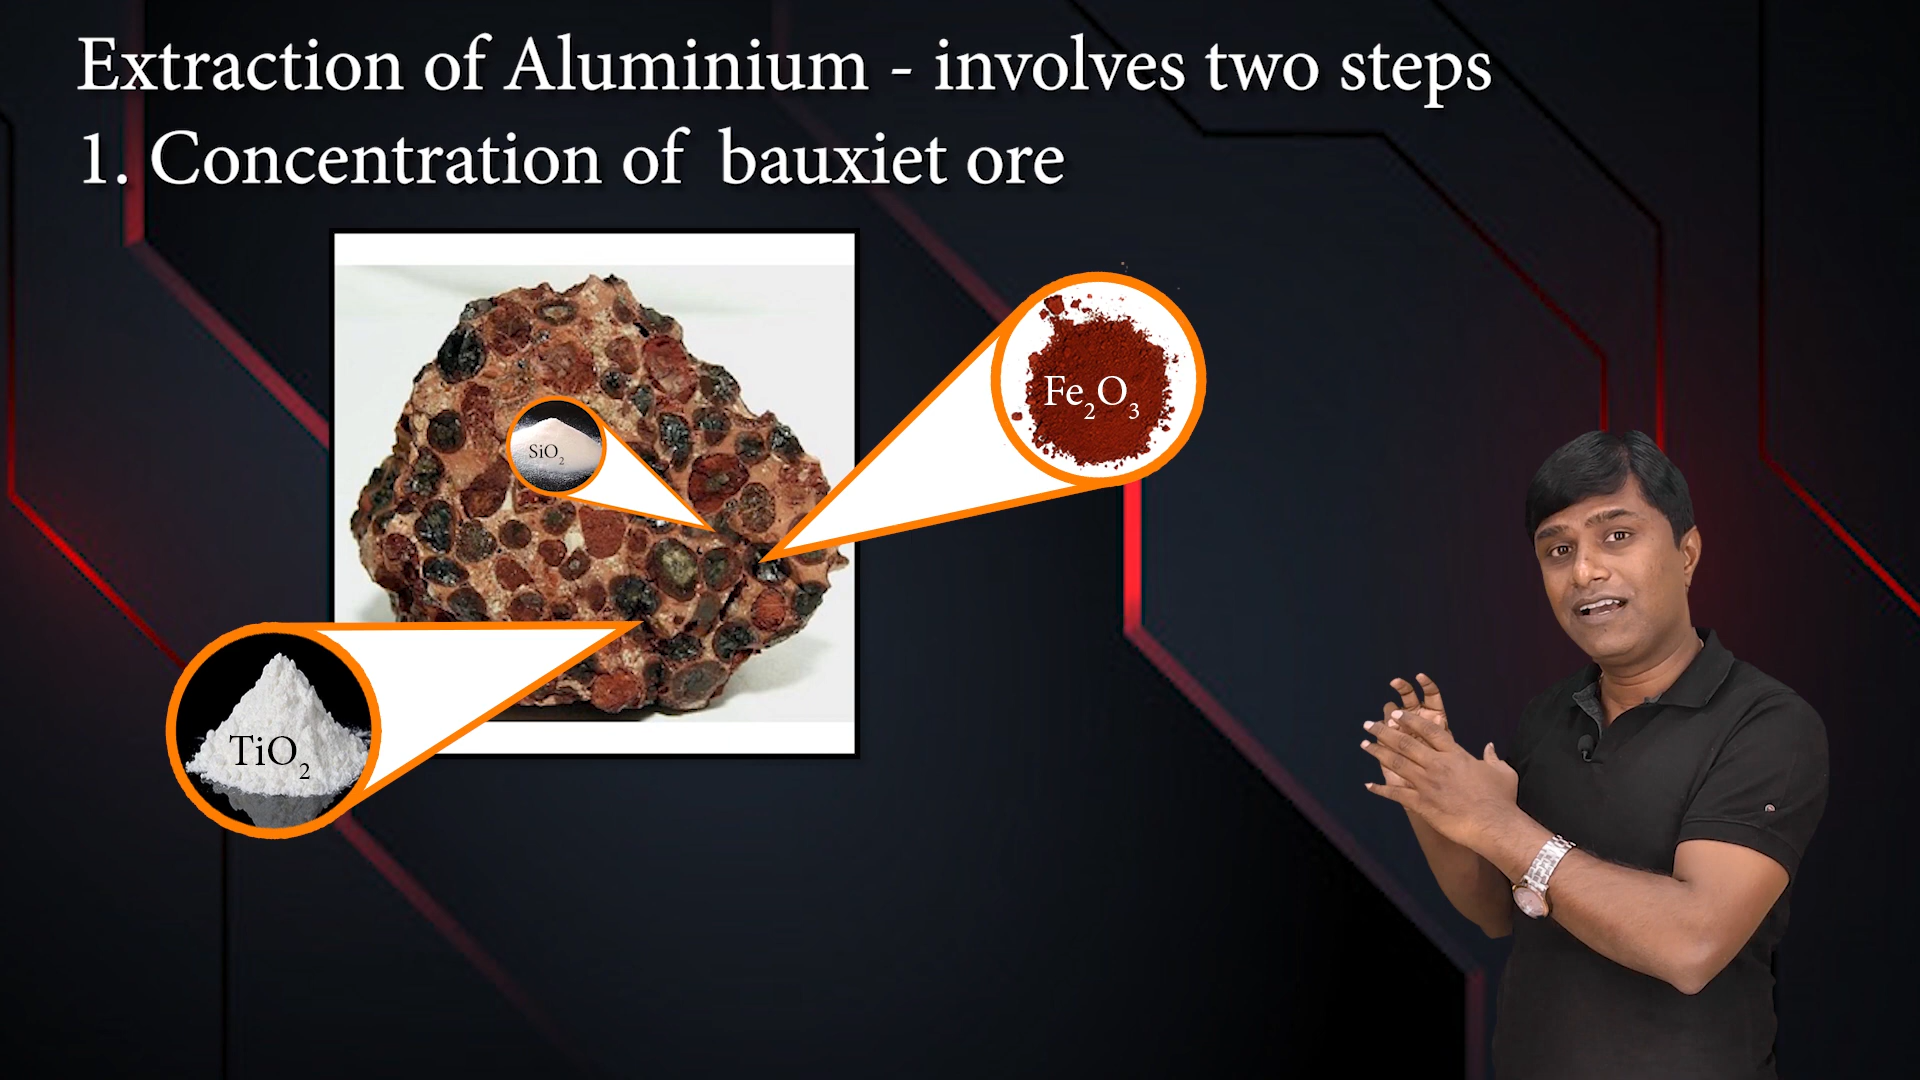 Extraction of Aluminium - involves two steps
1. Concentration of bauxiet ore
Fe₂O₃
SiO₂
TiO₂